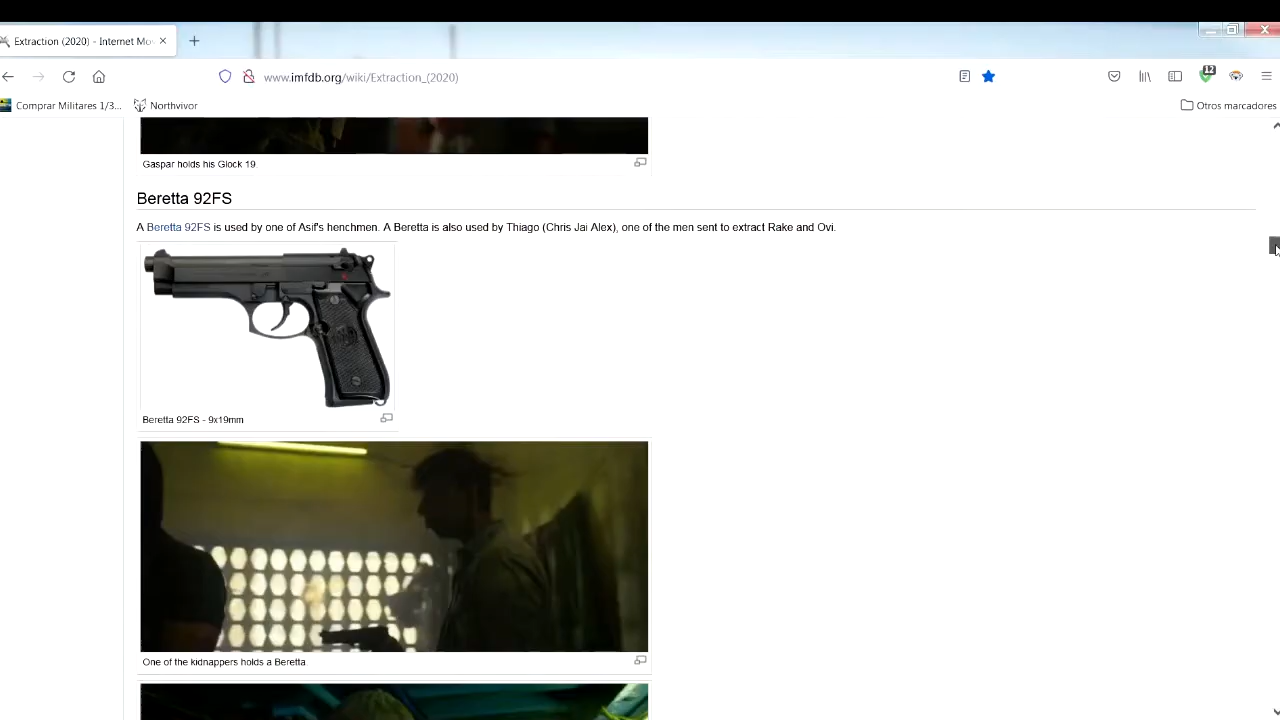 Extraction (2020) - Internet Mo
www.imfdb.org/wiki/Extraction_(2020)
12
Comprar Militares 1/3...
Northvivor
Otros marcadores
Gaspar holds his Glock 19.
Beretta 92FS
A Beretta 92FS is used by one of Asif's henchmen. A Beretta is also used by Thiago (Chris Jai Alex), one of the men sent to extract Rake and Ovi.
Beretta 92FS - 9x19mm
One of the kidnappers holds a Beretta.